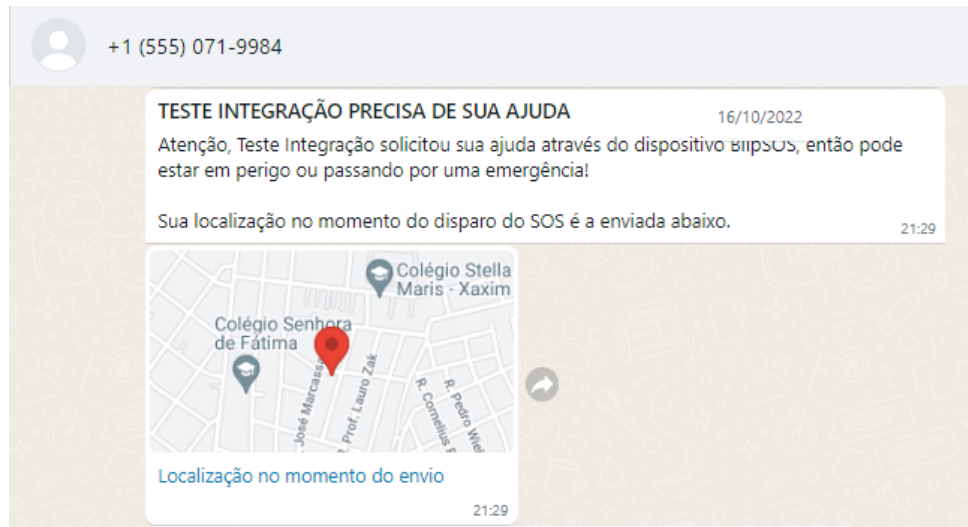 +1 (555) 071-9984
TESTE INTEGRAÇÃO PRECISA DE SUA AJUDA
16/10/2022
Atenção, Teste Integração solicitou sua ajuda através do dispositivo BlipSOS, então pode
estar em perigo ou passando por uma emergência!
Sua localização no momento do disparo do SOS é a enviada abaixo.
21:29
Colégio Stella
Maris - Xaxim
Colégio Senhora
de Fátima
José Marcassa
R. Prof. Lauro Zak
R. Cornelius
R. Pedro Wie
Localização no momento do envio
21:29